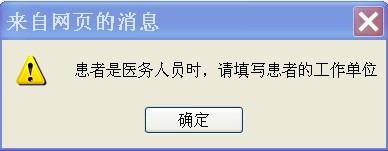 来自网页的消息
患者是医务人员时，请填写患者的工作单位
确定